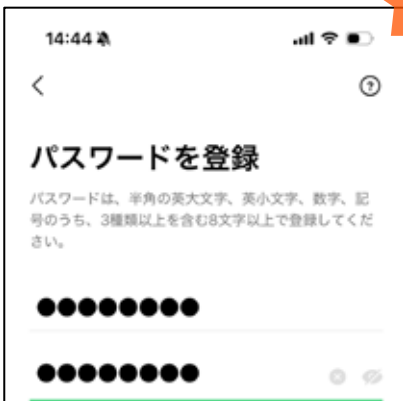 14:44
パスワードを登録
パスワードは、半角の英大文字、英小文字、数字、記
号のうち、3種類以上を含む8文字以上で登録してくだ
さい。
●●●●●●●●
●●●●●●●●